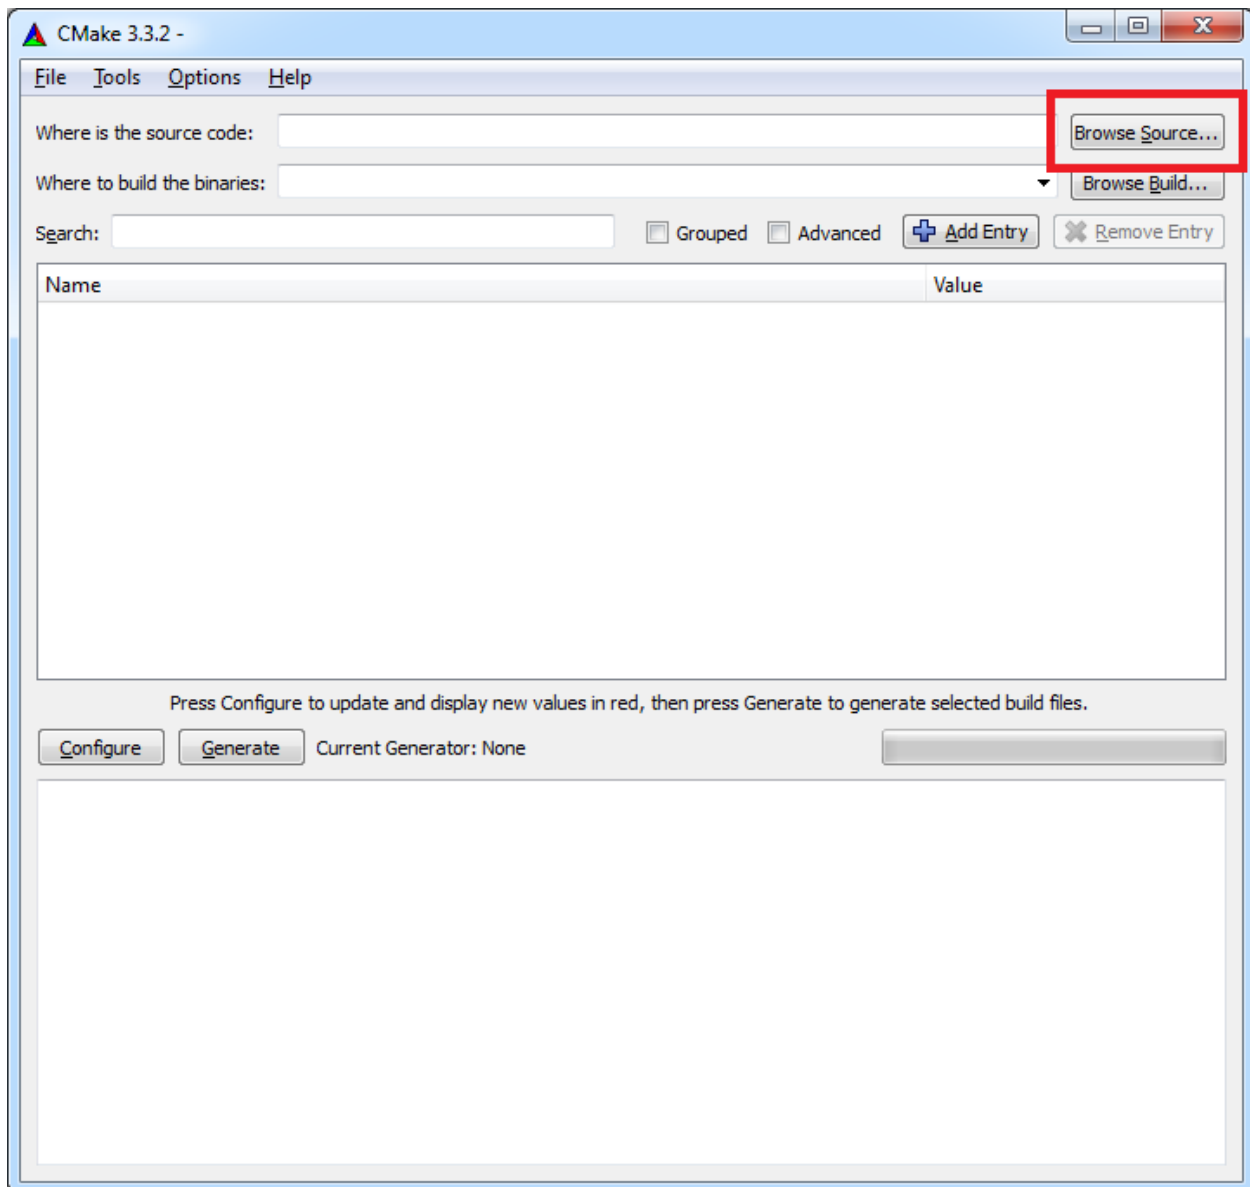 CMake 3.3.2 -
File Tools Options Help
Where is the source code: Browse Source...
Where to build the binaries: Browse Build...
Search: Grouped Advanced Add Entry Remove Entry
Name Value
Press Configure to update and display new values in red, then press Generate to generate selected build files.
Configure Generate Current Generator: None